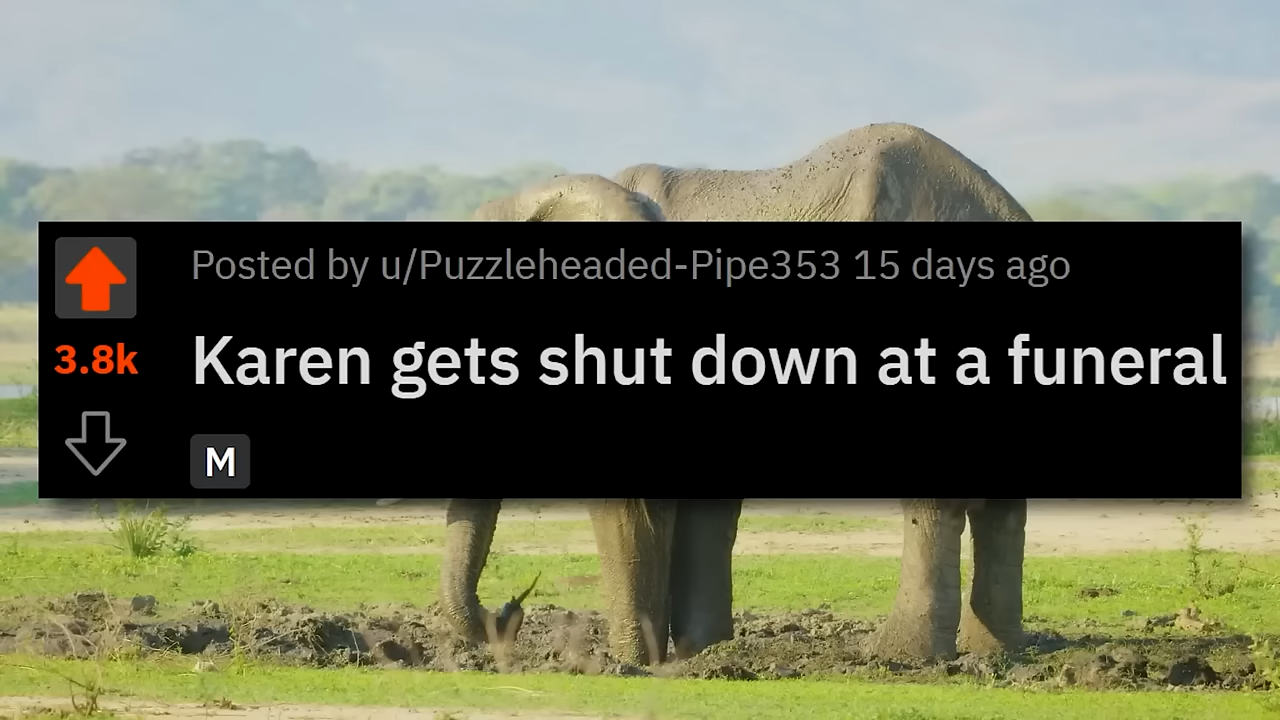 Posted by u/Puzzleheaded-Pipe353 15 days ago
3.8k
Karen gets shut down at a funeral
M